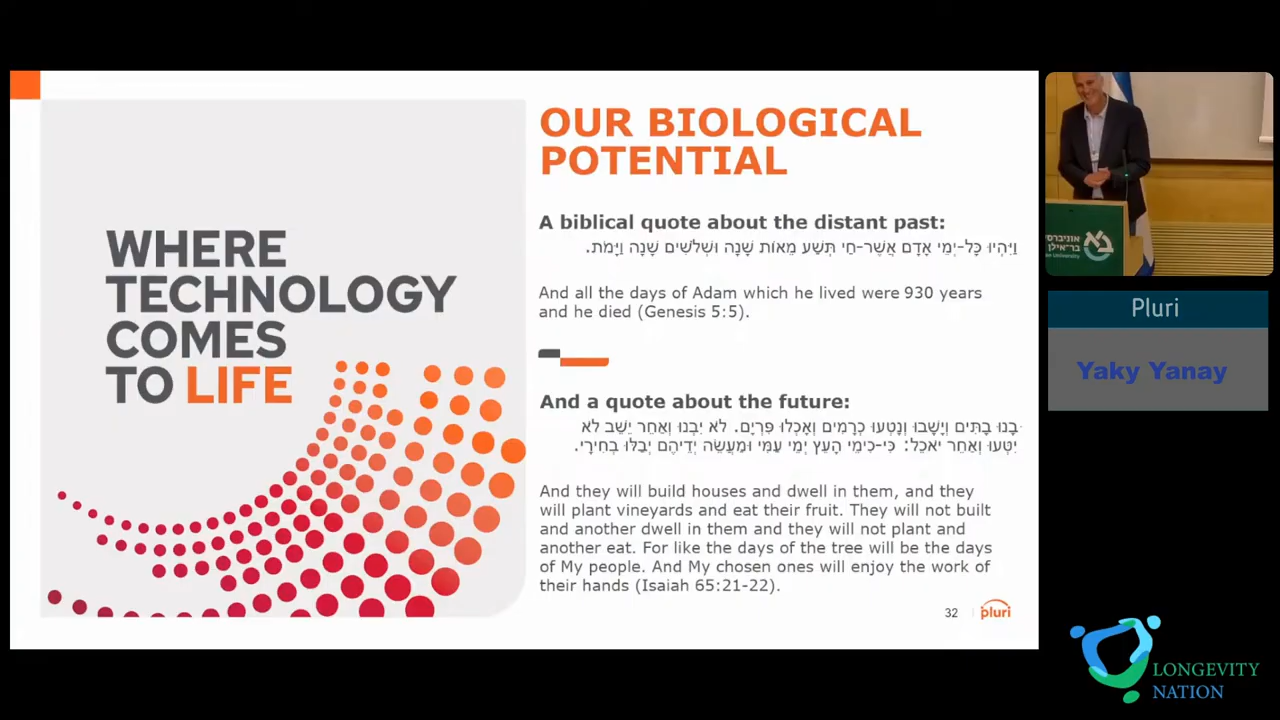 WHERE
TECHNOLOGY
COMES
TO LIFE
OUR BIOLOGICAL
POTENTIAL
A biblical quote about the distant past:
וַיִּהְיוּ כָּל-יְמֵי אָדָם אֲשֶׁר-חַי תְּשַׁע מֵאוֹת שָׁנָה וּשְׁלֹשִׁים שָׁנָה וַיָּמֹת.
And all the days of Adam which he lived were 930 years
and he died (Genesis 5:5).
And a quote about the future:
בָנוּ בָתִּים וְיָשָׁבוּ וְנָטְעוּ כְרָמִים וְאָכְלוּ פִּרְיָם. לֹא יִבְנוּ וְאַחֵר יֵשֵׁב לֹא
יִטְּעוּ וְאַחֵר יֹאכֵל: כִּי-כִימֵי הָעֵץ יְמֵי עַמִּי וּמַעֲשֵׂה יְדֵיהֶם יְבַלּוּ בְחִירָי.
And they will build houses and dwell in them, and they
will plant vineyards and eat their fruit. They will not built
and another dwell in them and they will not plant and
another eat. For like the days of the tree will be the days
of My people. And My chosen ones will enjoy the work of
their hands (Isaiah 65:21-22).
32
pluri
בר־אילן
University
Pluri
Yaky Yanay
LONGEVITY
NATION